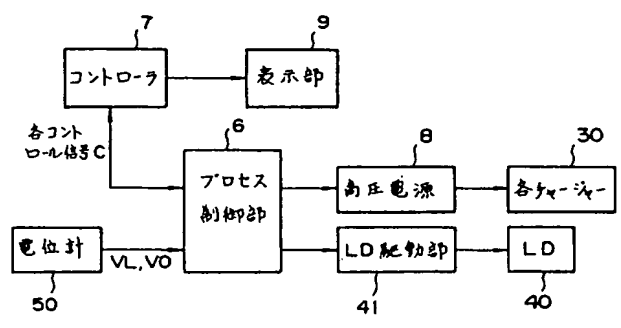 7
コントローラ
9
表示部
各コント
ロール信号C
6
プロセス
制御部
8
高圧電源
30
各チャージャー
電位計
50
VL,VO
LD駆動部
41
LD
40